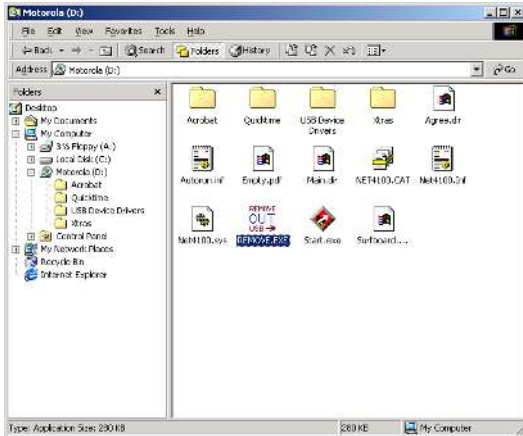 Motorola (D:)
File Edit View Favorites Tools Help
Back Search Folders History
Address Motorola (D:) Go
Folders
Desktop
My Documents
My Computer
3½ Floppy (A:)
Local Disk (C:)
Motorola (D:)
Acrobat
Quicktime
USB Device Drivers
Xtras
Control Panel
My Network Places
Recycle Bin
Internet Explorer
Acrobat Quicktime USB Device Drivers Xtras Agree.dir
Autorun.inf Empty.pdf Main.dir NET4100.CAT Net4100.inf
REMOVE
OUT
USB
Net4100.sys REMOVE.EXE Start.exe Surfboard....
Type: Application Size: 280 KB 280 KB My Computer